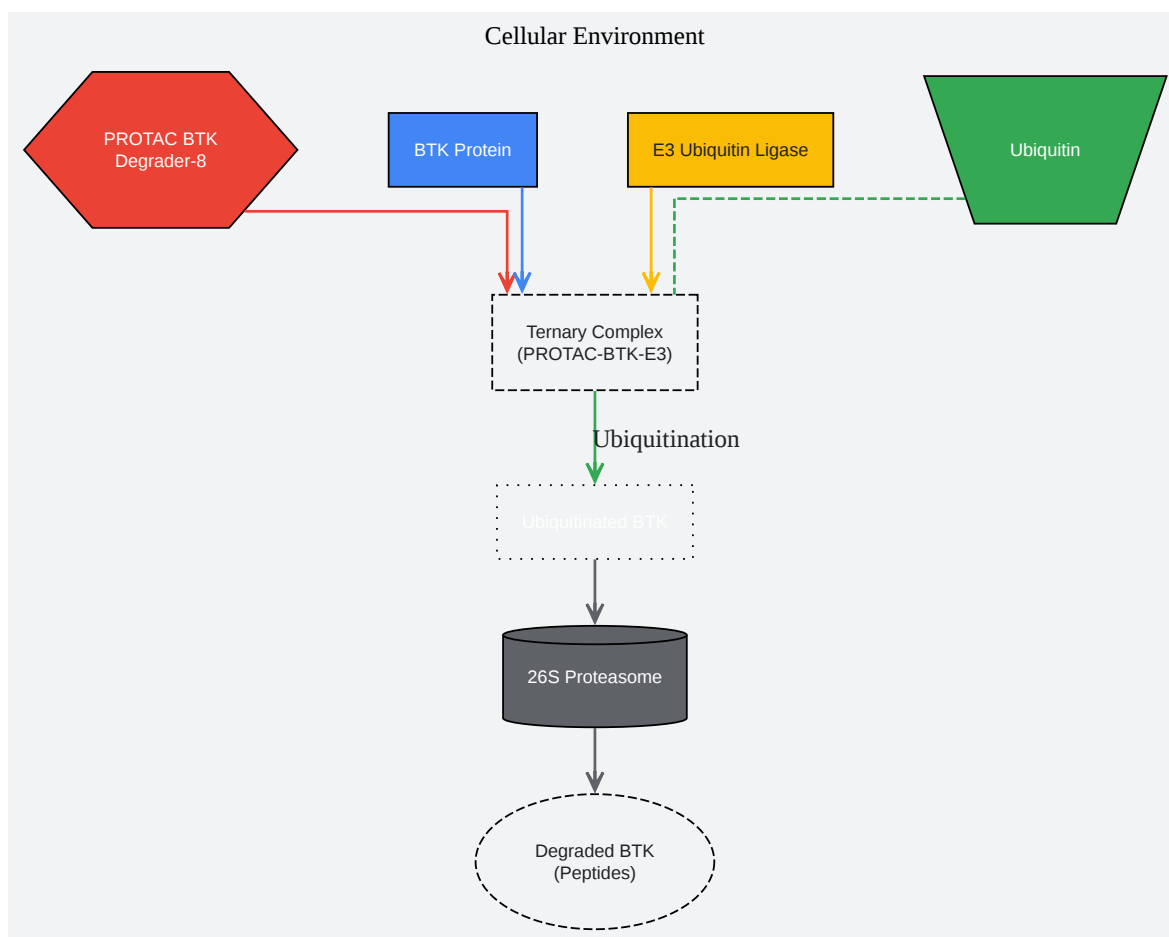 Cellular Environment
PROTAC BTK
Degrader-8
BTK Protein
E3 Ubiquitin Ligase
Ubiquitin
Ternary Complex
(PROTAC-BTK-E3)
Ubiquitination
Ubiquitinated BTK
26S Proteasome
Degraded BTK
(Peptides)